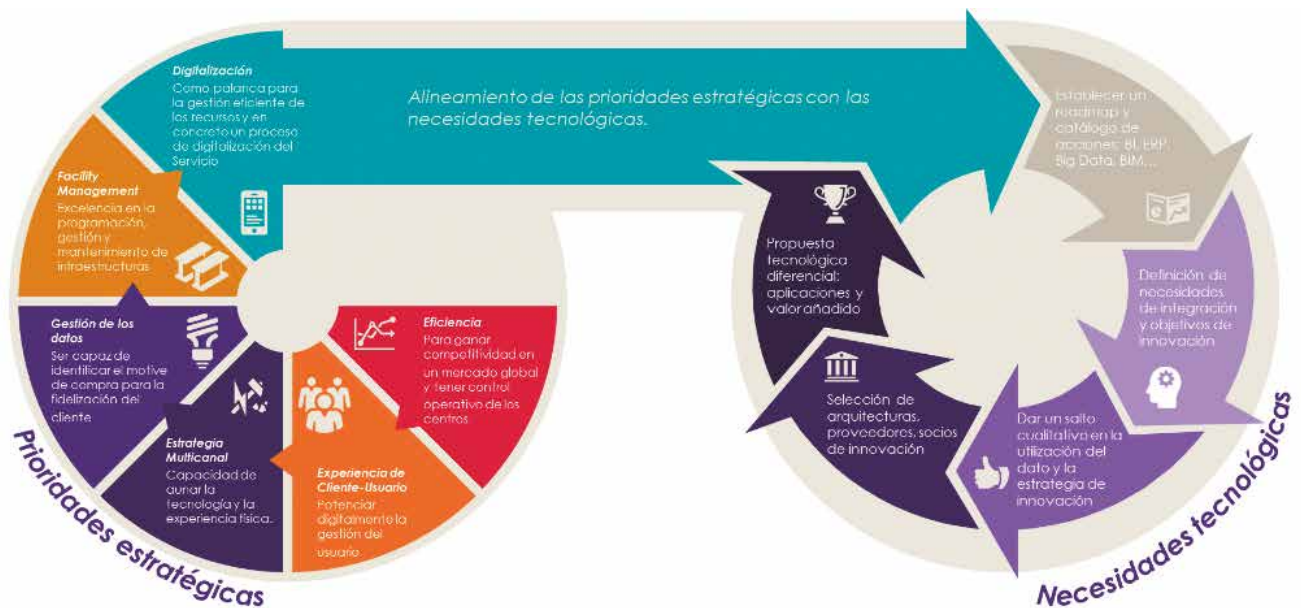 Digitalización
Como palanca para
la gestión eficiente de
los recursos y en
concreto un proceso
de digitalización del
Servicio
Alineamiento de las prioridades estratégicas con las
necesidades tecnológicas.
Facility
Management
Excelencia en la
programación,
gestión y
mantenimiento de
infraestructuras
Gestión de los
datos
Ser capaz de
identificar el motive
de compra para la
fidelización del
cliente
Estrategia
Multicanal
Capacidad de
aunar la
tecnología y la
experiencia física.
Experiencia de
Cliente-Usuario
Potenciar
digitalmente la
gestión del
usuario
Eficiencia
Para ganar
competitividad en
un mercado global
y tener control
operativo de los
centros
Prioridades estratégicas
Establecer un
roadmap y
catálogo de
acciones: BI, ERP,
Big Data, BIM...
Definición de
necesidades
de integración
y objetivos de
innovación
Dar un salto
cualitativo en la
utilización del
dato y la
estrategia de
innovación
Selección de
arquitecturas,
proveedores, socios
de innovación
Propuesta
tecnológica
diferencial:
aplicaciones y
valor añadido
Necesidades tecnológicas